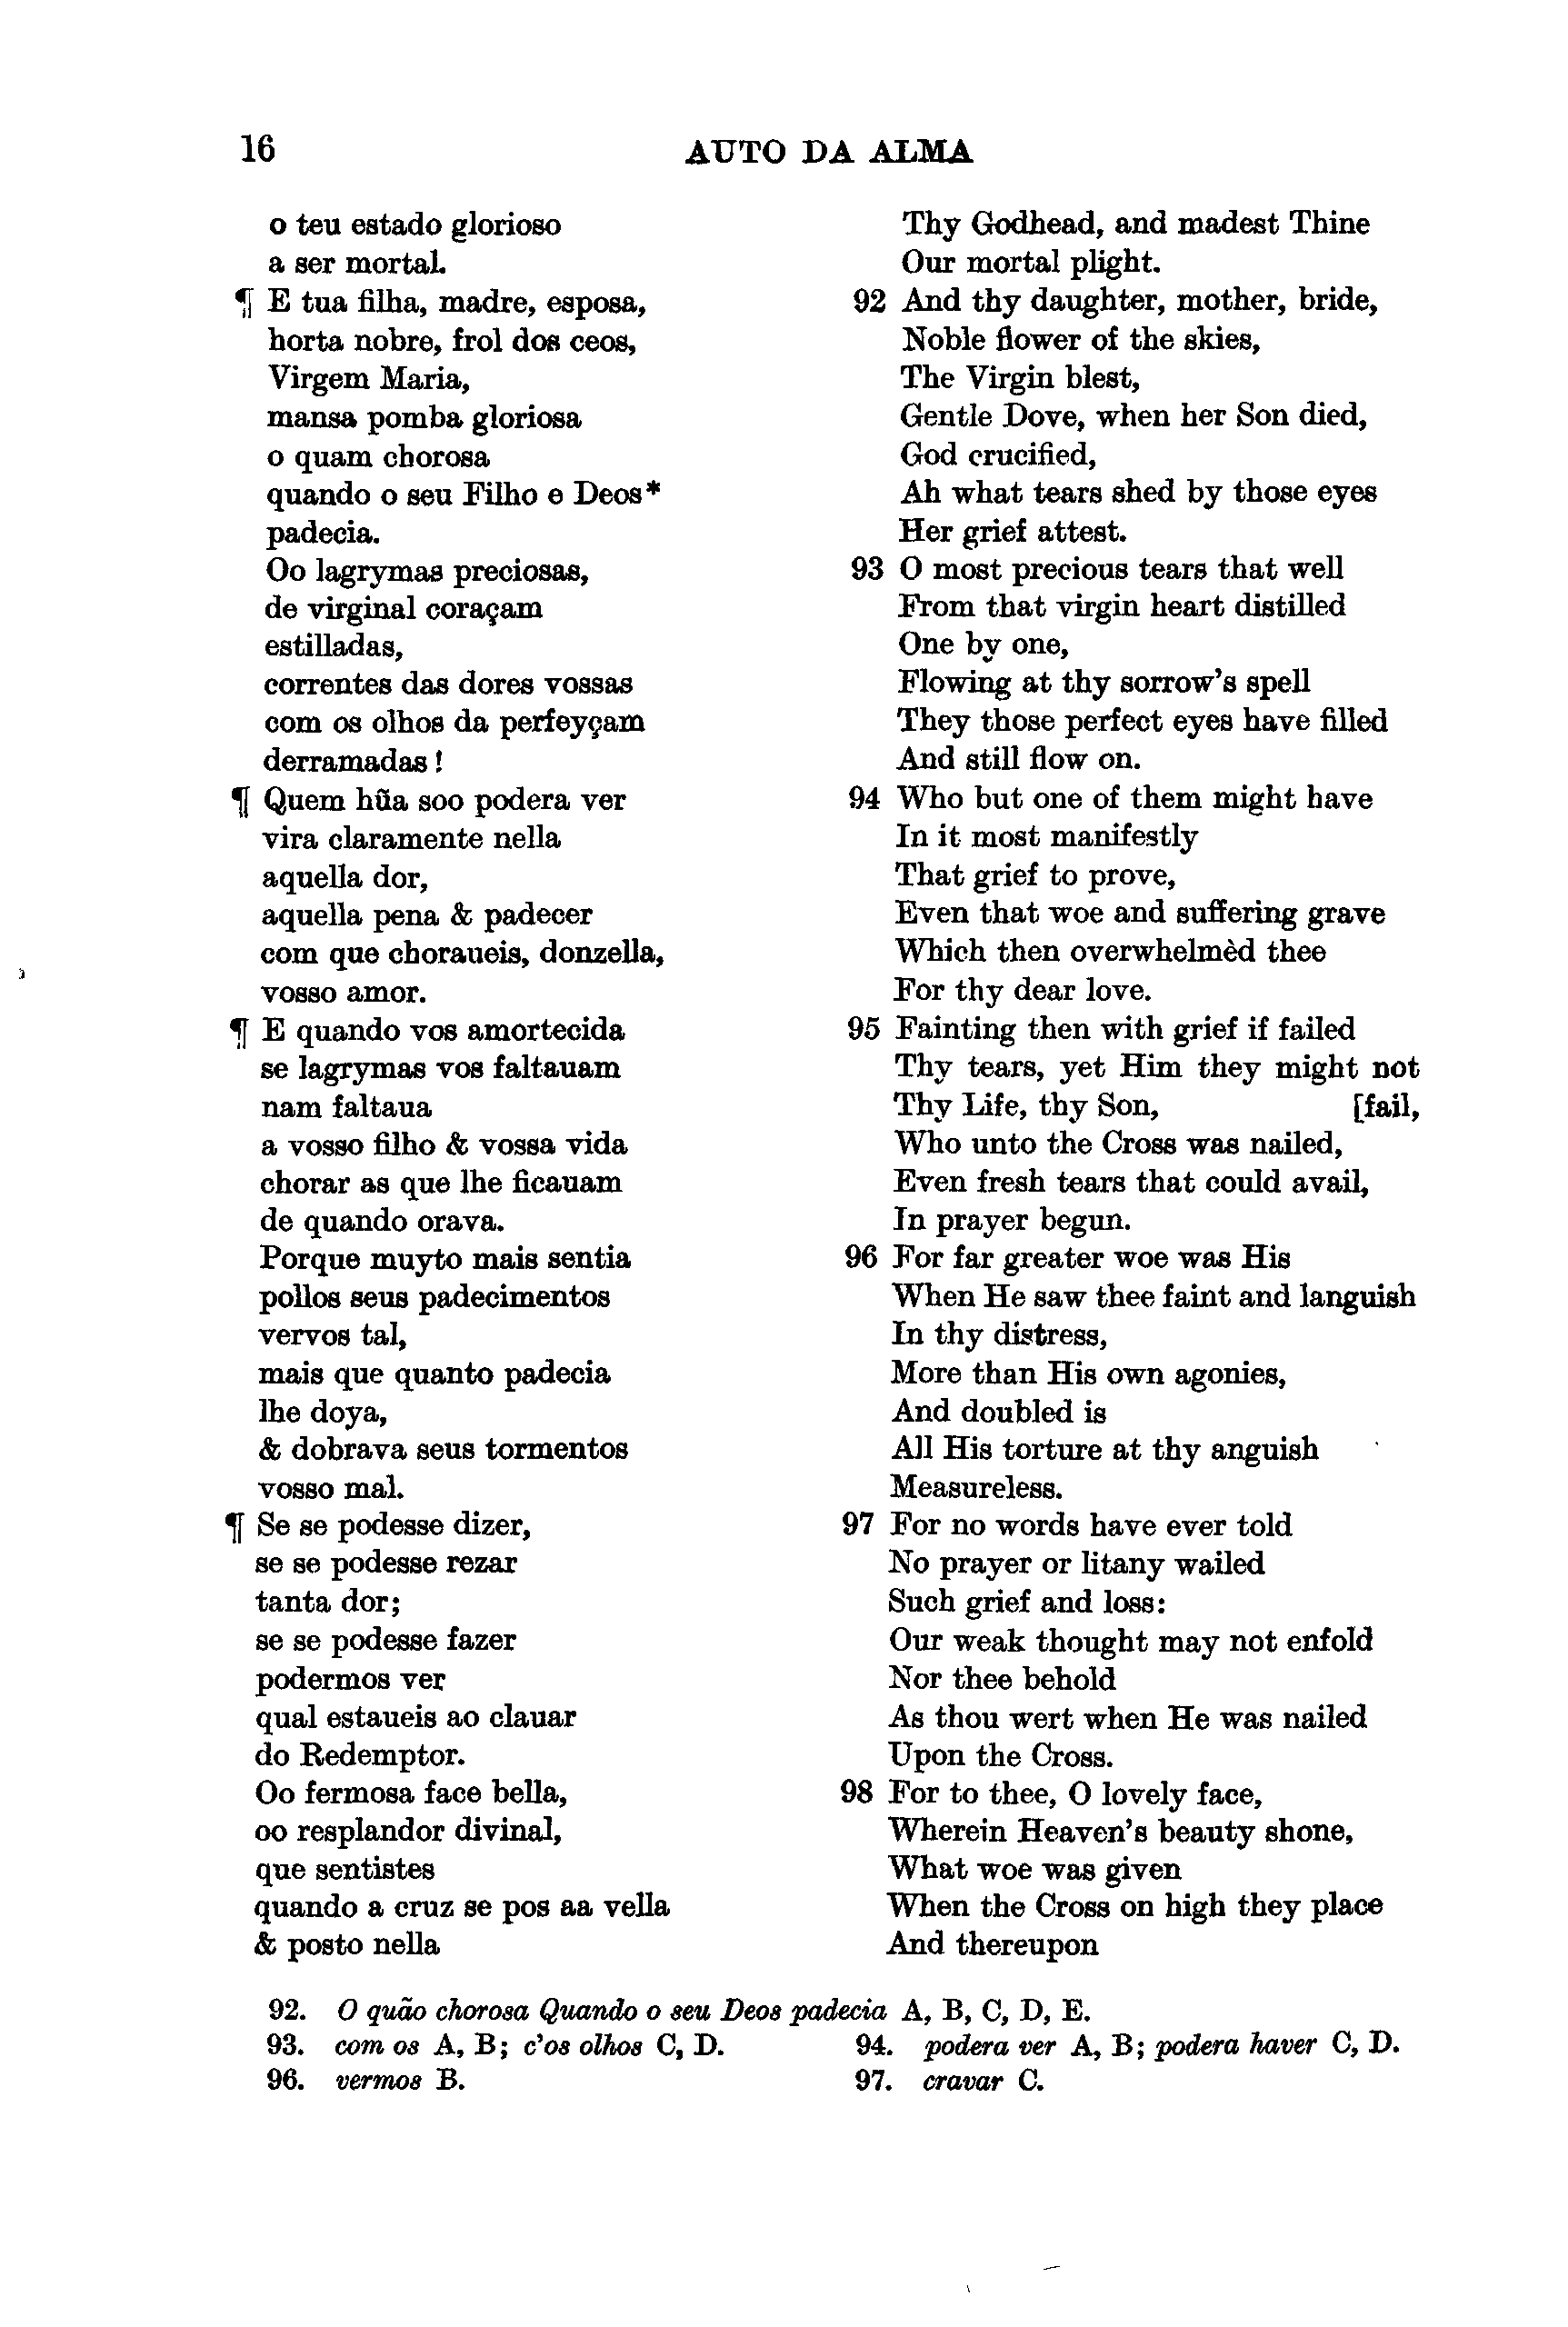 16 AUTO DA ALMA
o teu estado glorioso
a ser mortal.
¶ E tua filha, madre, esposa,
horta nobre, frol dos ceos,
Virgem Maria,
mansa pomba gloriosa
o quam chorosa
quando o seu Filho e Deos*
padecia.
Oo lagrymas preciosas,
de virginal coraçam
estilladas,
correntes das dores vossas
com os olhos da perfeyçam
derramadas!
¶ Quem hũa soo podera ver
vira claramente nella
aquella dor,
aquella pena & padecer
com que choraueis, donzella,
vosso amor.
¶ E quando vos amortecida
se lagrymas vos faltauam
nam faltaua
a vosso filho & vossa vida
chorar as que lhe ficauam
de quando orava.
Porque muyto mais sentia
pollos seus padecimentos
vervos tal,
mais que quanto padecia
lhe doya,
& dobrava seus tormentos
vosso mal.
¶ Se se podesse dizer,
se se podesse rezar
tanta dor;
se se podesse fazer
podermos ver
qual estaueis ao clauar
do Redemptor.
Oo fermosa face bella,
oo resplandor divinal,
que sentistes
quando a cruz se pos aa vella
& posto nella
Thy Godhead, and madest Thine
Our mortal plight.
92 And thy daughter, mother, bride,
Noble flower of the skies,
The Virgin blest,
Gentle Dove, when her Son died,
God crucified,
Ah what tears shed by those eyes
Her grief attest.
93 O most precious tears that well
From that virgin heart distilled
One by one,
Flowing at thy sorrow's spell
They those perfect eyes have filled
And still flow on.
94 Who but one of them might have
In it most manifestly
That grief to prove,
Even that woe and suffering grave
Which then overwhelmèd thee
For thy dear love.
95 Fainting then with grief if failed
Thy tears, yet Him they might not
Thy Life, thy Son, [fail,
Who unto the Cross was nailed,
Even fresh tears that could avail,
In prayer begun.
96 For far greater woe was His
When He saw thee faint and languish
In thy distress,
More than His own agonies,
And doubled is
All His torture at thy anguish
Measureless.
97 For no words have ever told
No prayer or litany wailed
Such grief and loss:
Our weak thought may not enfold
Nor thee behold
As thou wert when He was nailed
Upon the Cross.
98 For to thee, O lovely face,
Wherein Heaven's beauty shone,
What woe was given
When the Cross on high they place
And thereupon
92. O quão chorosa Quando o seu Deos padecia A, B, C, D, E.
93. com os A, B; c'os olhos C, D. 94. podera ver A, B; podera haver C, D.
96. vermos B. 97. cravar C.